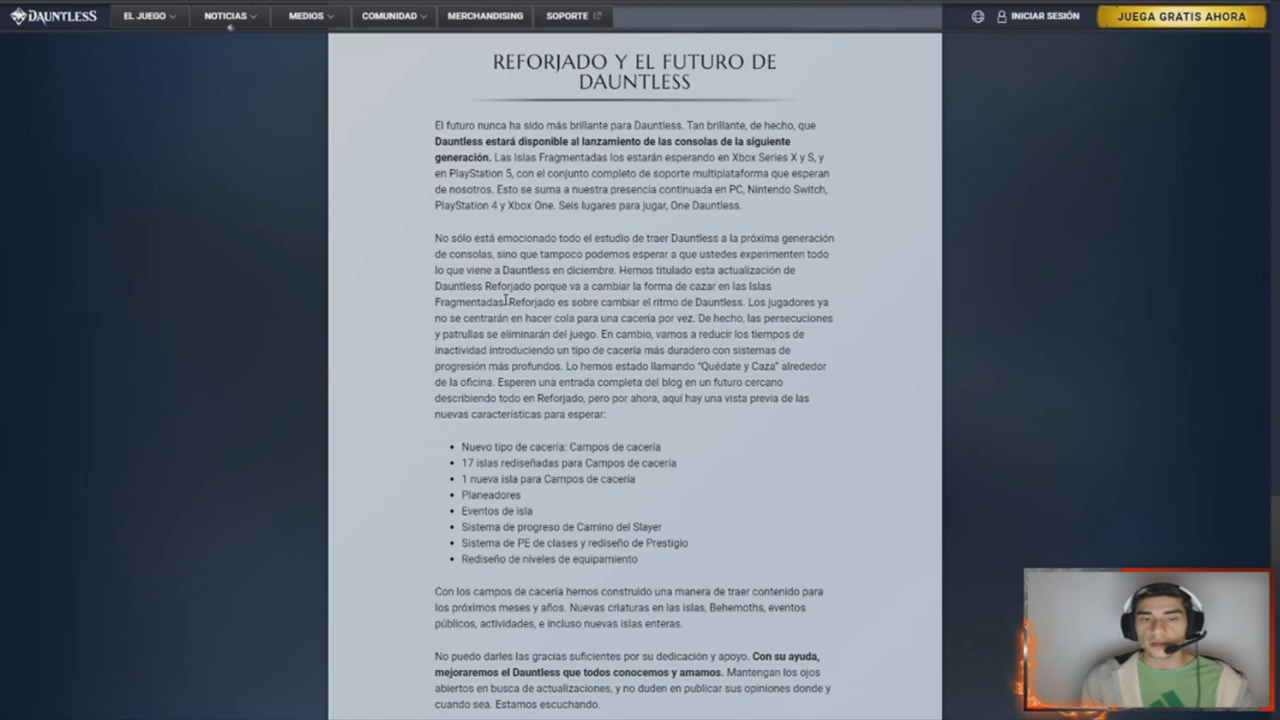 DAUNTLESS EL JUEGO NOTICIAS MEDIOS COMUNIDAD MERCHANDISING SOPORTE INICIAR SESIÓN JUEGA GRATIS AHORA
REFORJADO Y EL FUTURO DE
DAUNTLESS
El futuro nunca ha sido más brillante para Dauntless. Tan brillante, de hecho, que
Dauntless estará disponible al lanzamiento de las consolas de la siguiente
generación. Las Islas Fragmentadas los estarán esperando en Xbox Series X y S, y
en PlayStation 5, con el conjunto completo de soporte multiplataforma que esperan
de nosotros. Esto se suma a nuestra presencia continuada en PC, Nintendo Switch,
PlayStation 4 y Xbox One. Seis lugares para jugar, One Dauntless.
No sólo está emocionado todo el estudio de traer Dauntless a la próxima generación
de consolas, sino que tampoco podemos esperar a que ustedes experimenten todo
lo que viene a Dauntless en diciembre. Hemos titulado esta actualización de
Dauntless Reforjado porque va a cambiar la forma de cazar en las Islas
Fragmentadas. Reforjado es sobre cambiar el ritmo de Dauntless. Los jugadores ya
no se centrarán en hacer cola para una cacería por vez. De hecho, las persecuciones
y patrullas se eliminarán del juego. En cambio, vamos a reducir los tiempos de
inactividad introduciendo un tipo de cacería más duradero con sistemas de
progresión más profundos. Lo hemos estado llamando “Quédate y Caza” alrededor
de la oficina. Esperen una entrada completa del blog en un futuro cercano
describiendo todo en Reforjado, pero por ahora, aquí hay una vista previa de las
nuevas características para esperar:
• Nuevo tipo de cacería: Campos de cacería
• 17 islas rediseñadas para Campos de cacería
• 1 nueva isla para Campos de cacería
• Planeadores
• Eventos de isla
• Sistema de progreso de Camino del Slayer
• Sistema de PE de clases y rediseño de Prestigio
• Rediseño de niveles de equipamiento
Con los campos de cacería hemos construido una manera de traer contenido para
los próximos meses y años. Nuevas criaturas en las islas, Behemoths, eventos
públicos, actividades, e incluso nuevas islas enteras.
No puedo darles las gracias suficientes por su dedicación y apoyo. Con su ayuda,
mejoraremos el Dauntless que todos conocemos y amamos. Mantengan los ojos
abiertos en busca de actualizaciones, y no duden en publicar sus opiniones donde y
cuando sea. Estamos escuchando.